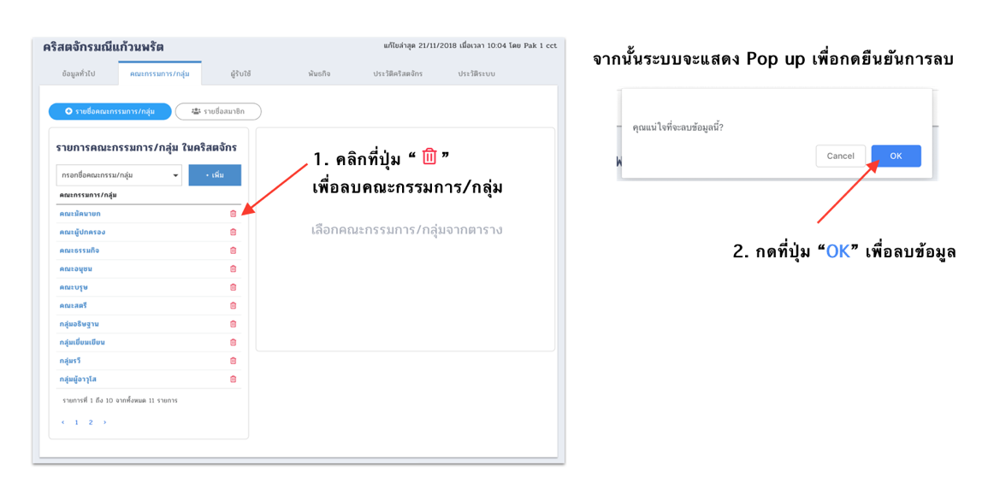 คริสตจักรมณีแก้วนพรัต
แก้ไขล่าสุด 21/11/2018 เมื่อเวลา 10:04 โดย Pak 1 cct
ข้อมูลทั่วไป
คณะกรรมการ/กลุ่ม
ผู้รับใช้
พันธกิจ
ประวัติคริสตจักร
ประวัติระบบ
รายชื่อคณะกรรมการ/กลุ่ม
รายชื่อสมาชิก
รายการคณะกรรมการ/กลุ่ม ในคริสตจักร
กรอกชื่อคณะกรรม/กลุ่ม
+ เพิ่ม
คณะกรรมการ/กลุ่ม
คณะมัคนายก
คณะผู้ปกครอง
คณะธรรมกิจ
คณะอนุชน
คณะบุรุษ
คณะสตรี
กลุ่มอธิษฐาน
กลุ่มเยี่ยมเยียน
กลุ่มรวี
กลุ่มผู้อาวุโส
รายการที่ 1 ถึง 10 จากทั้งหมด 11 รายการ
‹ 1 2 ›
1. คลิกที่ปุ่ม “ ”
เพื่อลบคณะกรรมการ/กลุ่ม
เลือกคณะกรรมการ/กลุ่มจากตาราง
จากนั้นระบบจะแสดง Pop up เพื่อกดยืนยันการลบ
คุณแน่ใจที่จะลบข้อมูลนี้?
Cancel
OK
2. กดที่ปุ่ม “OK” เพื่อลบข้อมูล